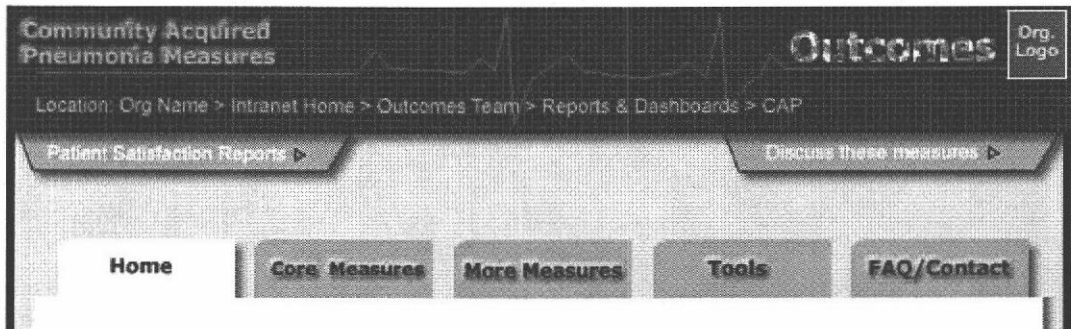 Community Acquired
Pneumonia Measures
Outcomes
Org.
Logo
Location: Org Name > Intranet Home > Outcomes Team > Reports & Dashboards > CAP
Patient Satisfaction Reports ▷
Discuss these measures ▷
Home
Core Measures
More Measures
Tools
FAQ/Contact